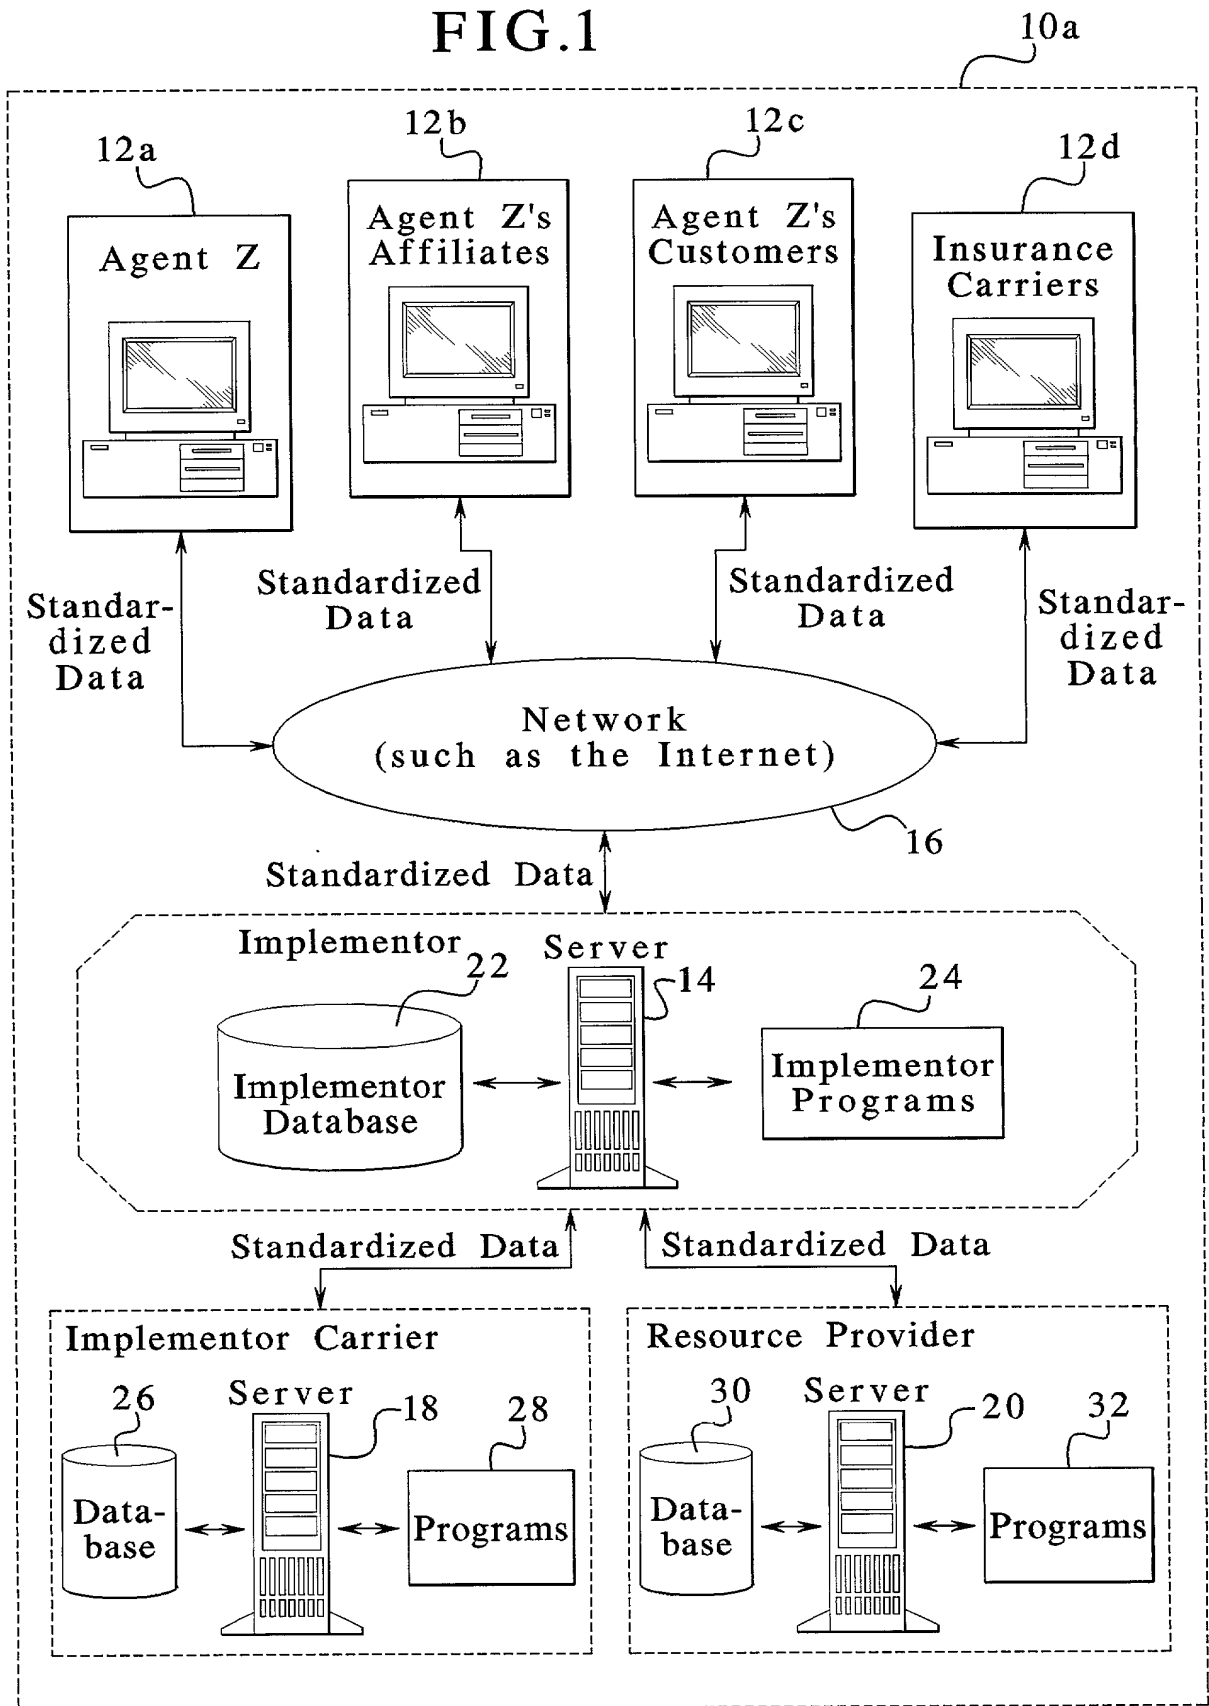 FIG.1
10a
12a
12b
12c
12d
Agent Z
Agent Z's
Affiliates
Agent Z's
Customers
Insurance
Carriers
Standar-
dized
Data
Standardized
Data
Standardized
Data
Standar-
dized
Data
Network
(such as the Internet)
16
Standardized Data
Implementor
22
Server
14
24
Implementor
Database
Implementor
Programs
Standardized Data
Standardized Data
Implementor Carrier
26
Server
18
28
Data-
base
Programs
Resource Provider
30
Server
20
32
Data-
base
Programs